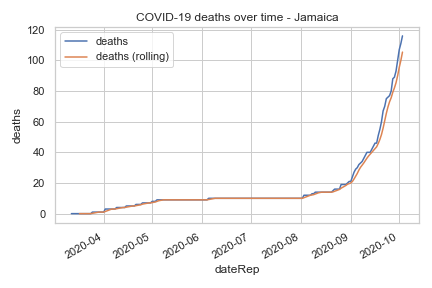 COVID-19 deaths over time - Jamaica
deaths
deaths (rolling)
120
100
80
60
40
20
0
deaths
2020-04
2020-05
2020-06
2020-07
2020-08
2020-09
2020-10
dateRep